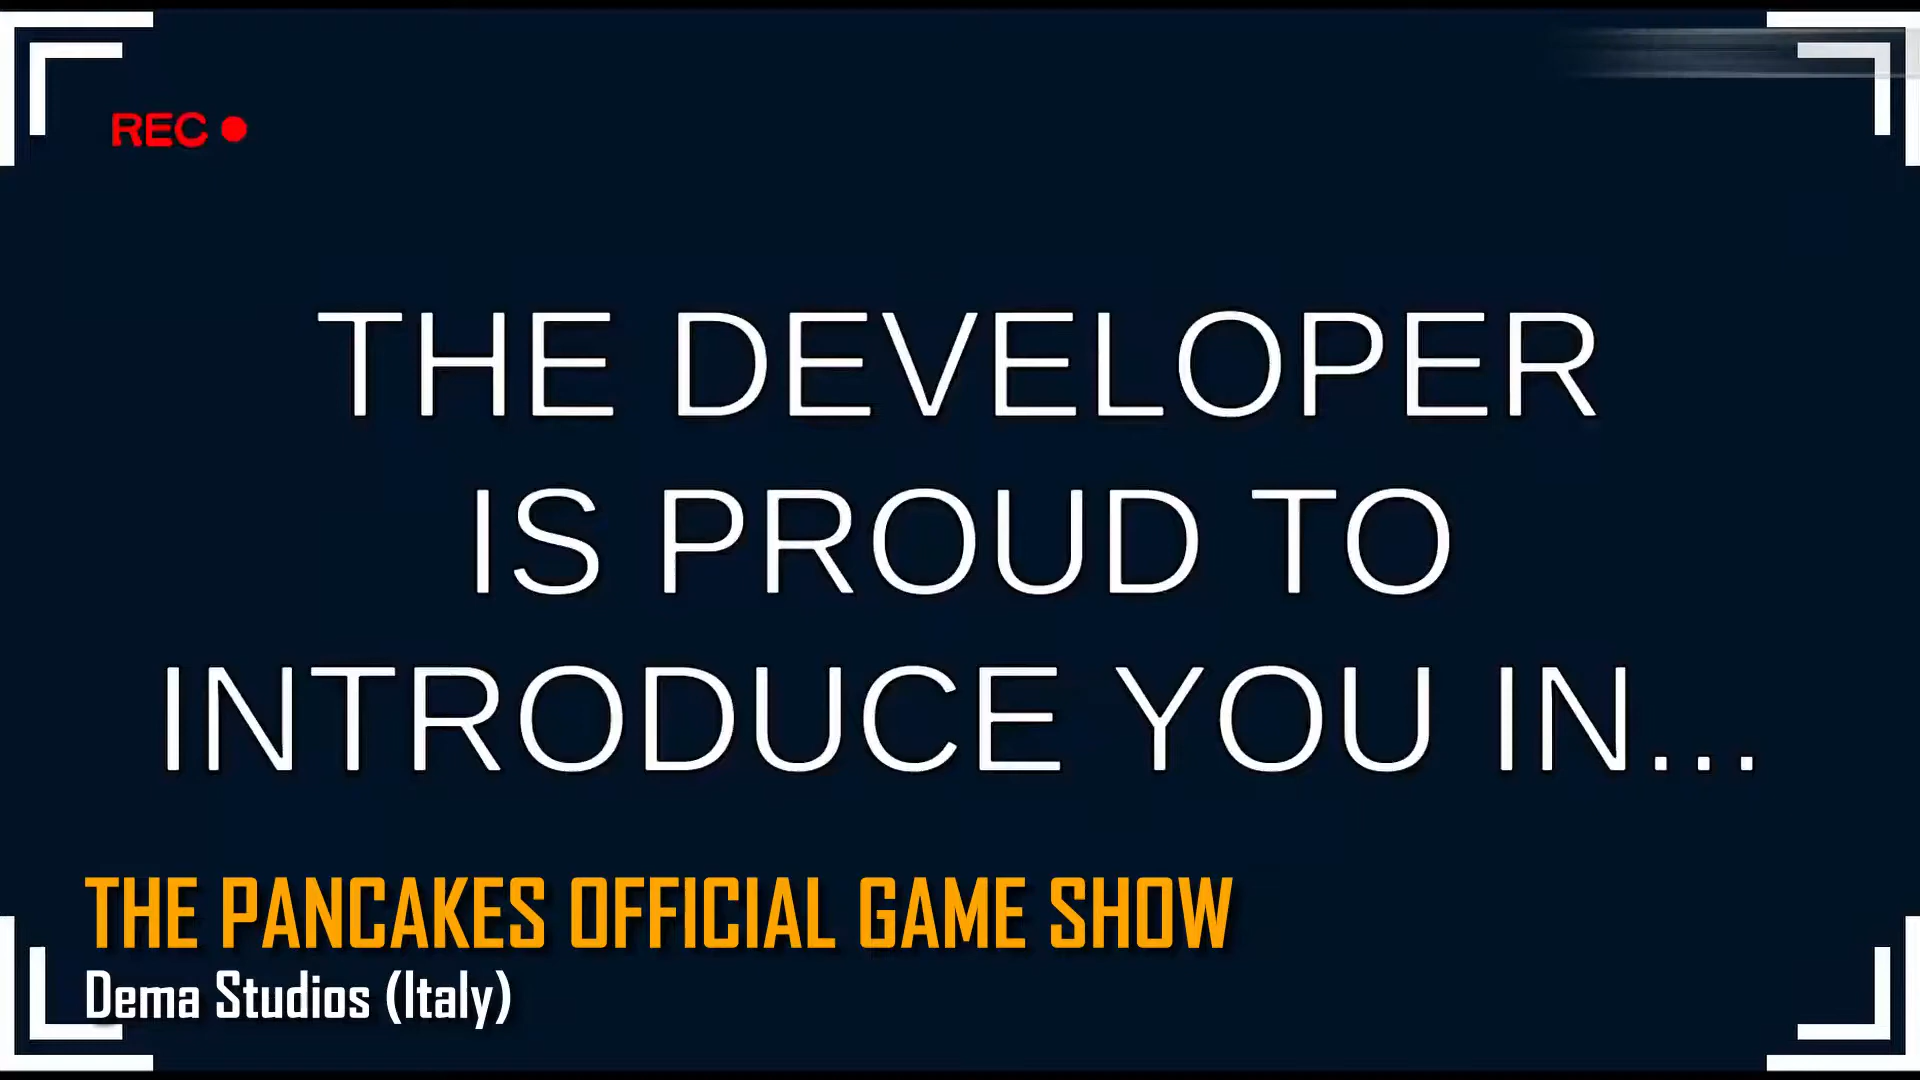 REC
THE DEVELOPER
IS PROUD TO
INTRODUCE YOU IN...
THE PANCAKES OFFICIAL GAME SHOW
Dema Studios (Italy)